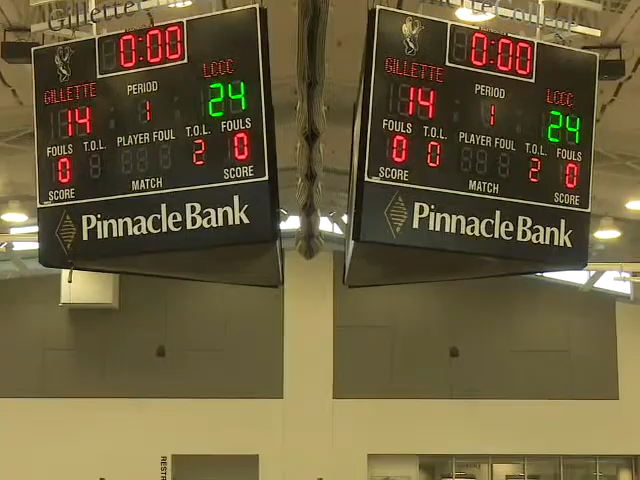 Gillette
0:00
GILLETTE
LCCC
PERIOD
14 1 24
FOULS T.O.L. PLAYER FOUL T.O.L. FOULS
0 2 0
SCORE MATCH SCORE
Pinnacle Bank
0:00
GILLETTE
LCCC
PERIOD
14 1 24
FOULS T.O.L. PLAYER FOUL T.O.L. FOULS
0 0 2 0
SCORE MATCH SCORE
Pinnacle Bank